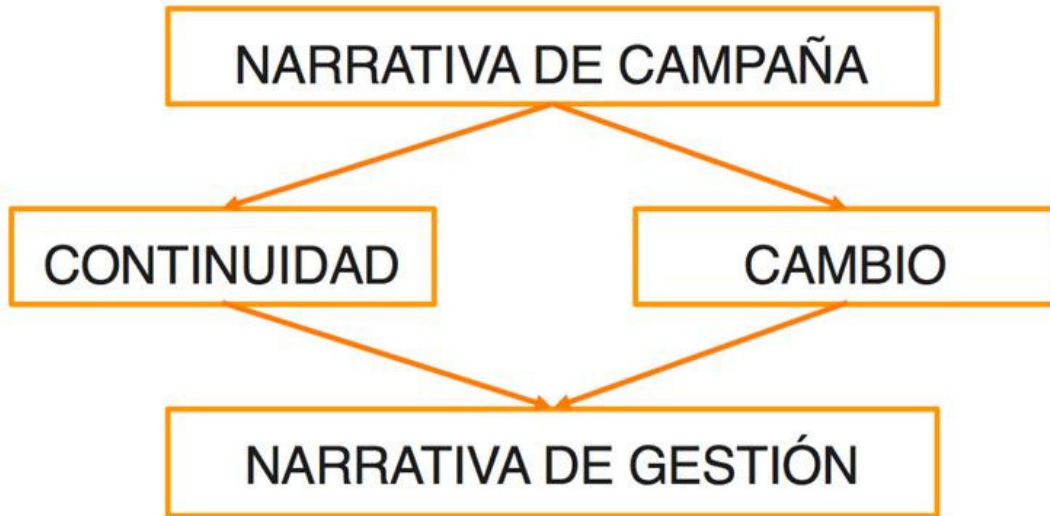 NARRATIVA DE CAMPAÑA
CONTINUIDAD
CAMBIO
NARRATIVA DE GESTIÓN